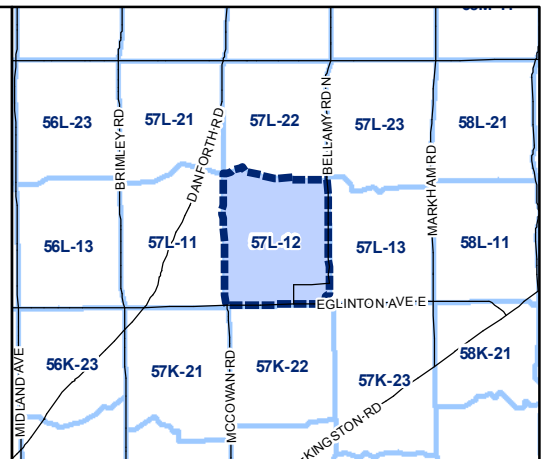 56L-23
57L-21
57L-22
57L-23
58L-21
BRIMLEY RD
DANFORTH RD
BELLAMY RD N
MARKHAM RD
56L-13
57L-11
57L-12
57L-13
58L-11
EGLINTON AVE E
MIDLAND AVE
56K-23
57K-21
MCCOWAN RD
57K-22
57K-23
58K-21
KINGSTON RD